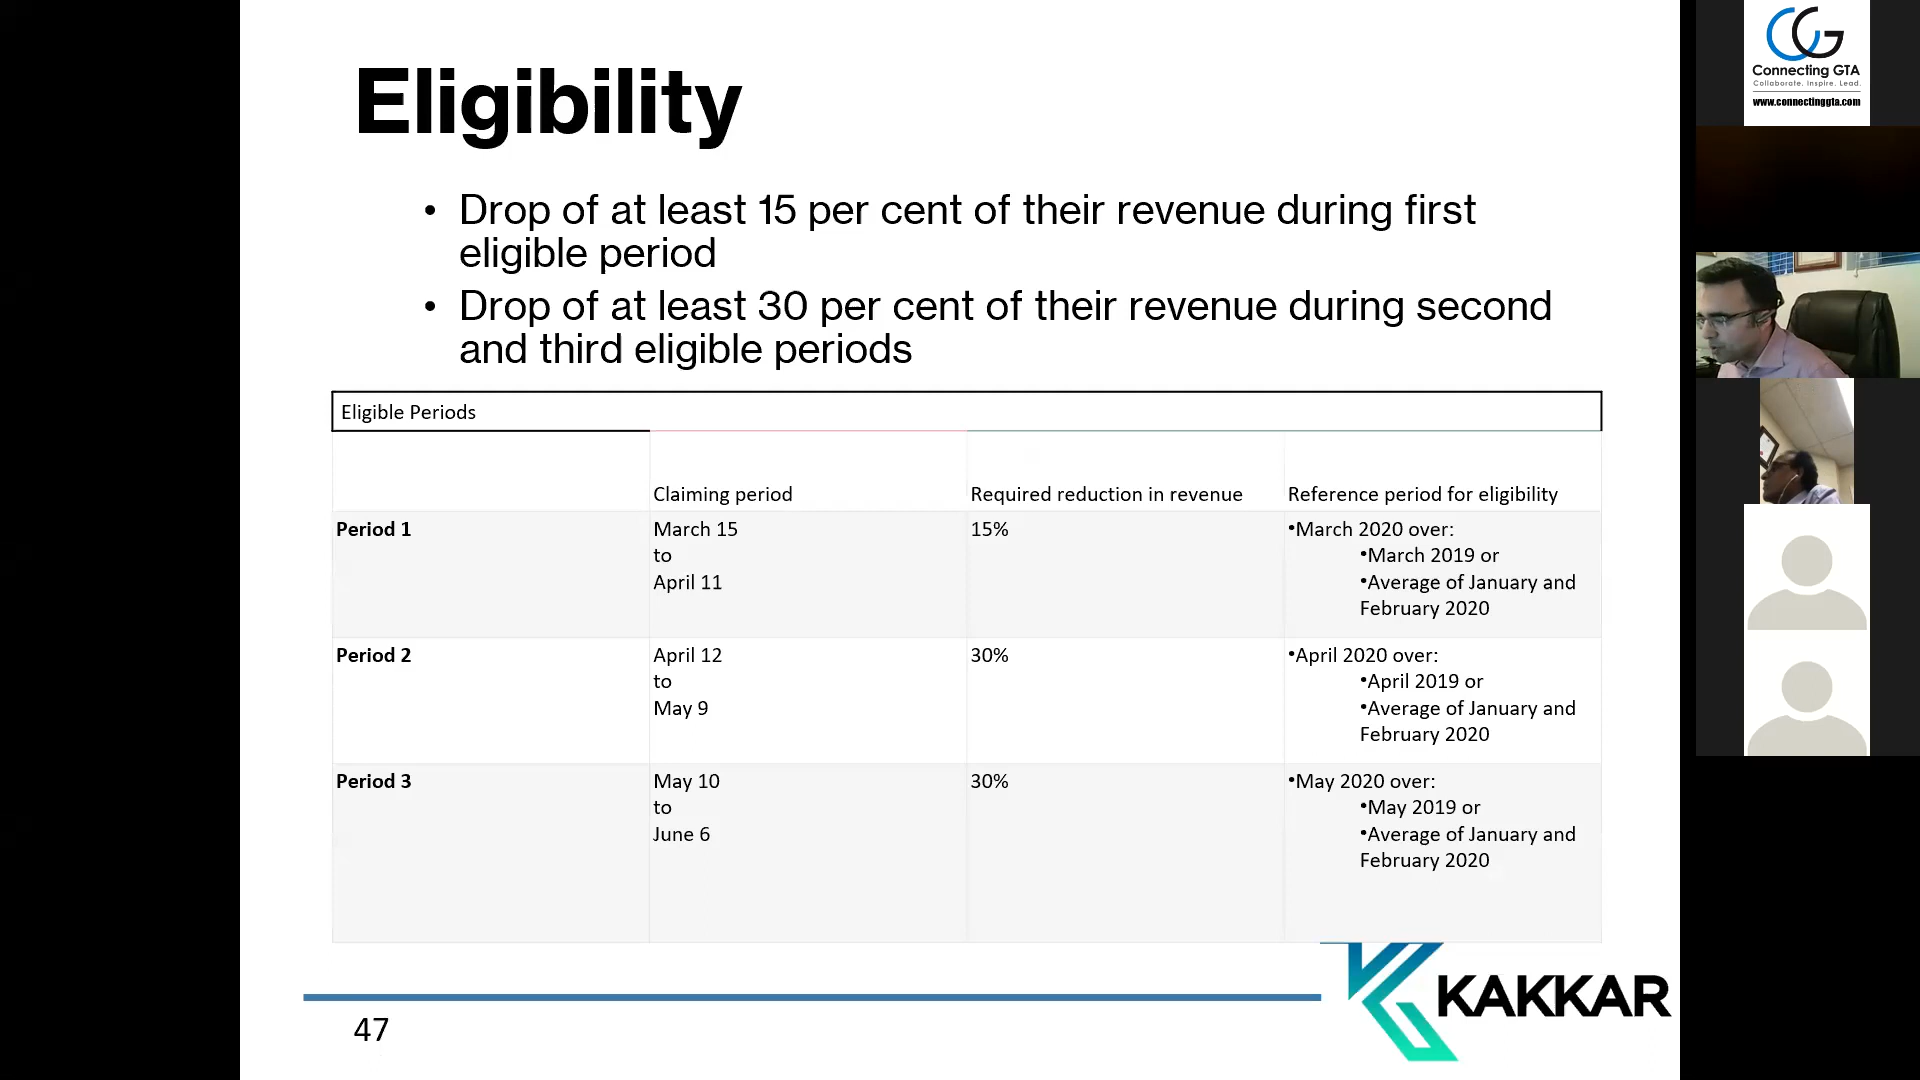 Eligibility
• Drop of at least 15 per cent of their revenue during first
eligible period
• Drop of at least 30 per cent of their revenue during second
and third eligible periods
Eligible Periods
Claiming period
Required reduction in revenue
Reference period for eligibility
Period 1
March 15
to
April 11
15%
•March 2020 over:
•March 2019 or
•Average of January and
February 2020
Period 2
April 12
to
May 9
30%
•April 2020 over:
•April 2019 or
•Average of January and
February 2020
Period 3
May 10
to
June 6
30%
•May 2020 over:
•May 2019 or
•Average of January and
February 2020
KAKKAR
47
CG
Connecting GTA
Collaborate. Inspire. Lead.
www.connectinggta.com